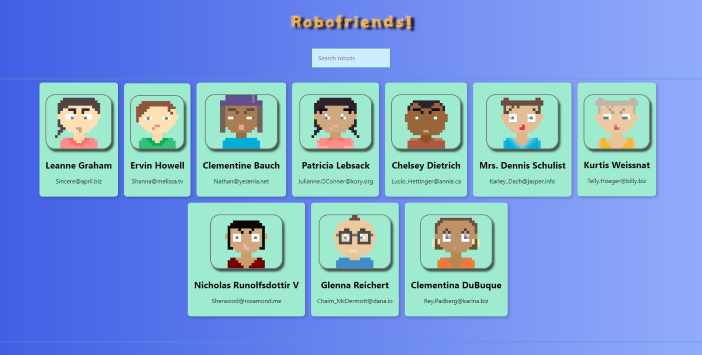 Robofriends!
Search robots
Leanne Graham
Sincere@april.biz
Ervin Howell
Shanna@melissa.tv
Clementine Bauch
Nathan@yesenia.net
Patricia Lebsack
Julianne.OConner@kory.org
Chelsey Dietrich
Lucio_Hettinger@annie.ca
Mrs. Dennis Schulist
Karley_Dach@jasper.info
Kurtis Weissnat
Telly.Hoeger@billy.biz
Nicholas Runolfsdottir V
Sherwood@rosamond.me
Glenna Reichert
Chaim_McDermott@dana.io
Clementina DuBuque
Rey.Padberg@karina.biz